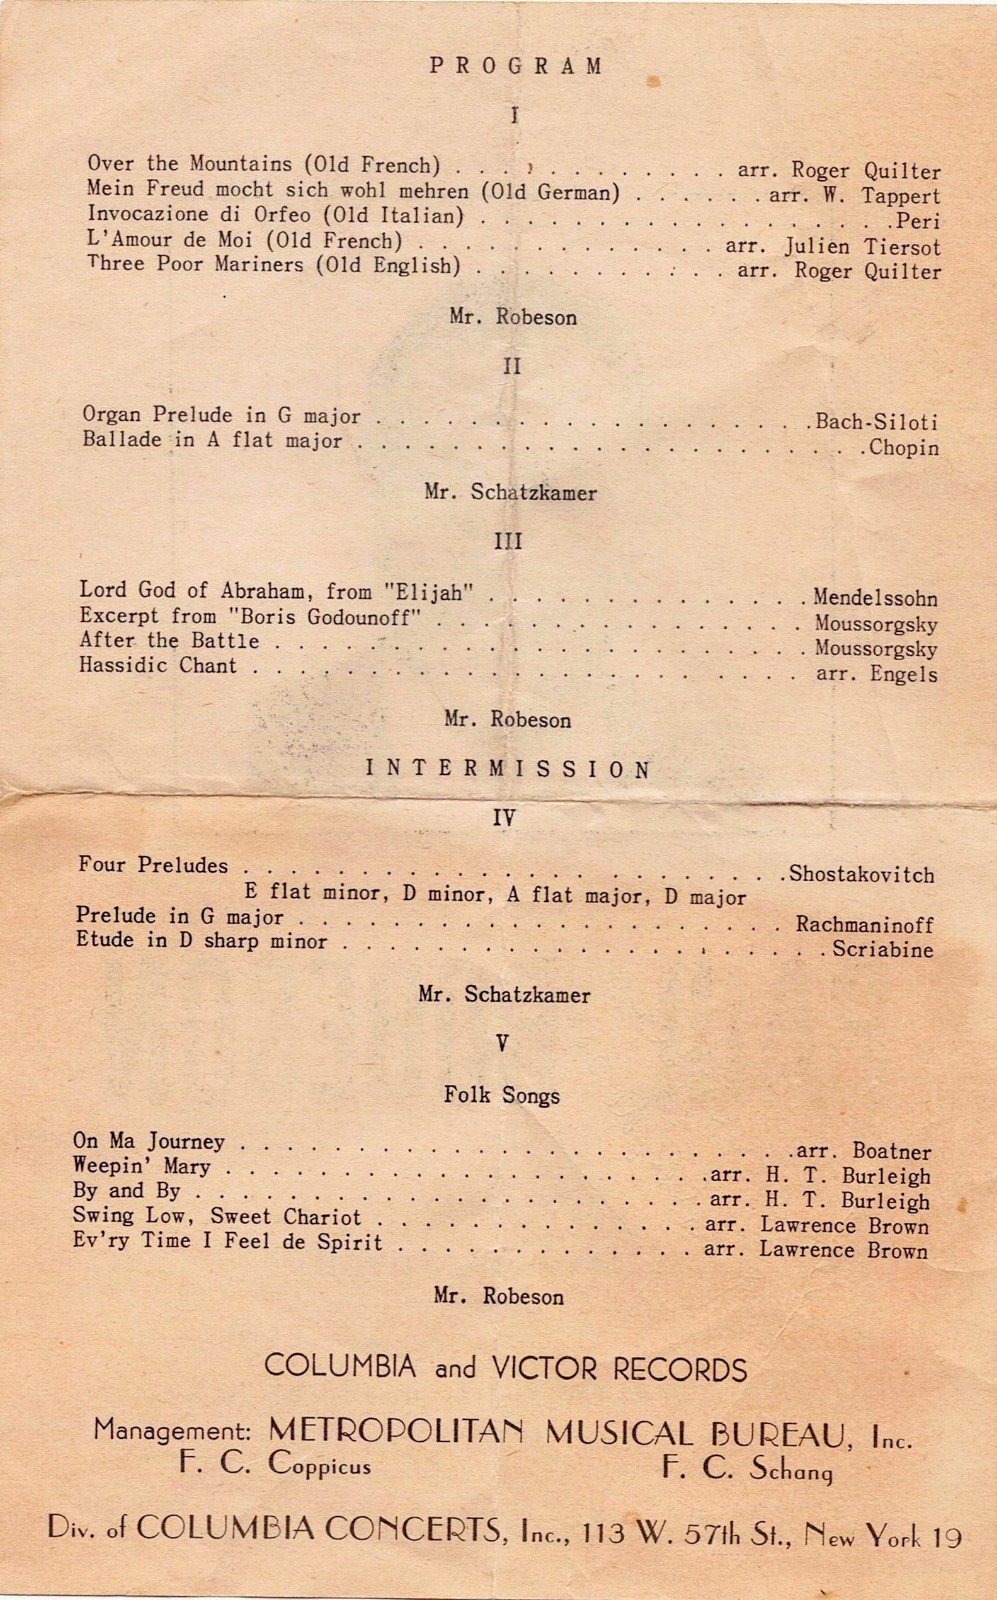 PROGRAM
I
Over the Mountains (Old French) . . . . . . . . . . . . . . arr. Roger Quilter
Mein Freud mocht sich wohl mehren (Old German) . . . . . . arr. W. Tappert
Invocazione di Orfeo (Old Italian) . . . . . . . . . . . . . . . . . .Peri
L'Amour de Moi (Old French) . . . . . . . . . . . . . . arr. Julien Tiersot
Three Poor Mariners (Old English) . . . . . . . . . . . . arr. Roger Quilter
Mr. Robeson
II
Organ Prelude in G major . . . . . . . . . . . . . . . . . . .Bach-Siloti
Ballade in A flat major . . . . . . . . . . . . . . . . . . . . . .Chopin
Mr. Schatzkamer
III
Lord God of Abraham, from "Elijah" . . . . . . . . . . . . . .Mendelssohn
Excerpt from "Boris Godounoff" . . . . . . . . . . . . . . . . Moussorgsky
After the Battle . . . . . . . . . . . . . . . . . . . . . . . Moussorgsky
Hassidic Chant . . . . . . . . . . . . . . . . . . . . . . . arr. Engels
Mr. Robeson
INTERMISSION
IV
Four Preludes . . . . . . . . . . . . . . . . . . . . . . .Shostakovitch
E flat minor, D minor, A flat major, D major
Prelude in G major . . . . . . . . . . . . . . . . . . . . Rachmaninoff
Etude in D sharp minor . . . . . . . . . . . . . . . . . . . . Scriabine
Mr. Schatzkamer
V
Folk Songs
On Ma Journey . . . . . . . . . . . . . . . . . . . . . . .arr. Boatner
Weepin' Mary . . . . . . . . . . . . . . . . . . . .arr. H. T. Burleigh
By and By . . . . . . . . . . . . . . . . . . . . . arr. H. T. Burleigh
Swing Low, Sweet Chariot . . . . . . . . . . . . . . arr. Lawrence Brown
Ev'ry Time I Feel de Spirit . . . . . . . . . . . . . arr. Lawrence Brown
Mr. Robeson
COLUMBIA and VICTOR RECORDS
Management: METROPOLITAN MUSICAL BUREAU, Inc.
F. C. Coppicus F. C. Schang
Div. of COLUMBIA CONCERTS, Inc., 113 W. 57th St., New York 19